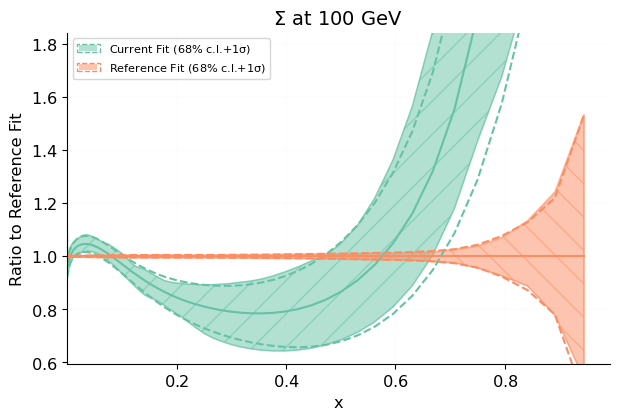 Σ at 100 GeV
Current Fit (68% c.l.+1σ)
Reference Fit (68% c.l.+1σ)
Ratio to Reference Fit
1.8
1.6
1.4
1.2
1.0
0.8
0.6
0.2 0.4 0.6 0.8
x